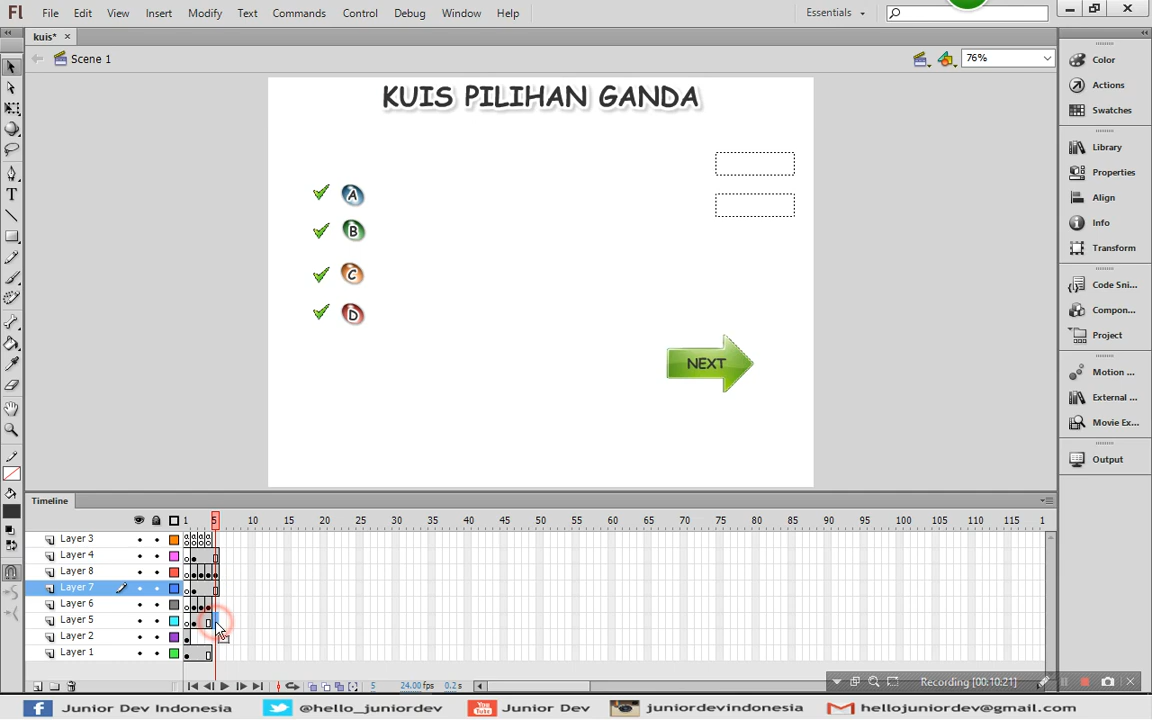 Fl File Edit View Insert Modify Text Commands Control Debug Window Help Essentials
kuis* ×
Scene 1 76%
KUIS PILIHAN GANDA
A
B
C
D
NEXT
Color
Actions
Swatches
Library
Properties
Align
Info
Transform
Code Sni...
Compon...
Project
Motion ...
External ...
Movie Ex...
Output
Timeline
1 5 10 15 20 25 30 35 40 45 50 55 60 65 70 75 80 85 90 95 100 105 110 115 1
Layer 3
Layer 4
Layer 8
Layer 7
Layer 6
Layer 5
Layer 2
Layer 1
5 24.00 fps 0.2 s Recording [00:10:21]
Junior Dev Indonesia @hello_juniordev Junior Dev juniordevindonesia hellojuniordev@gmail.com